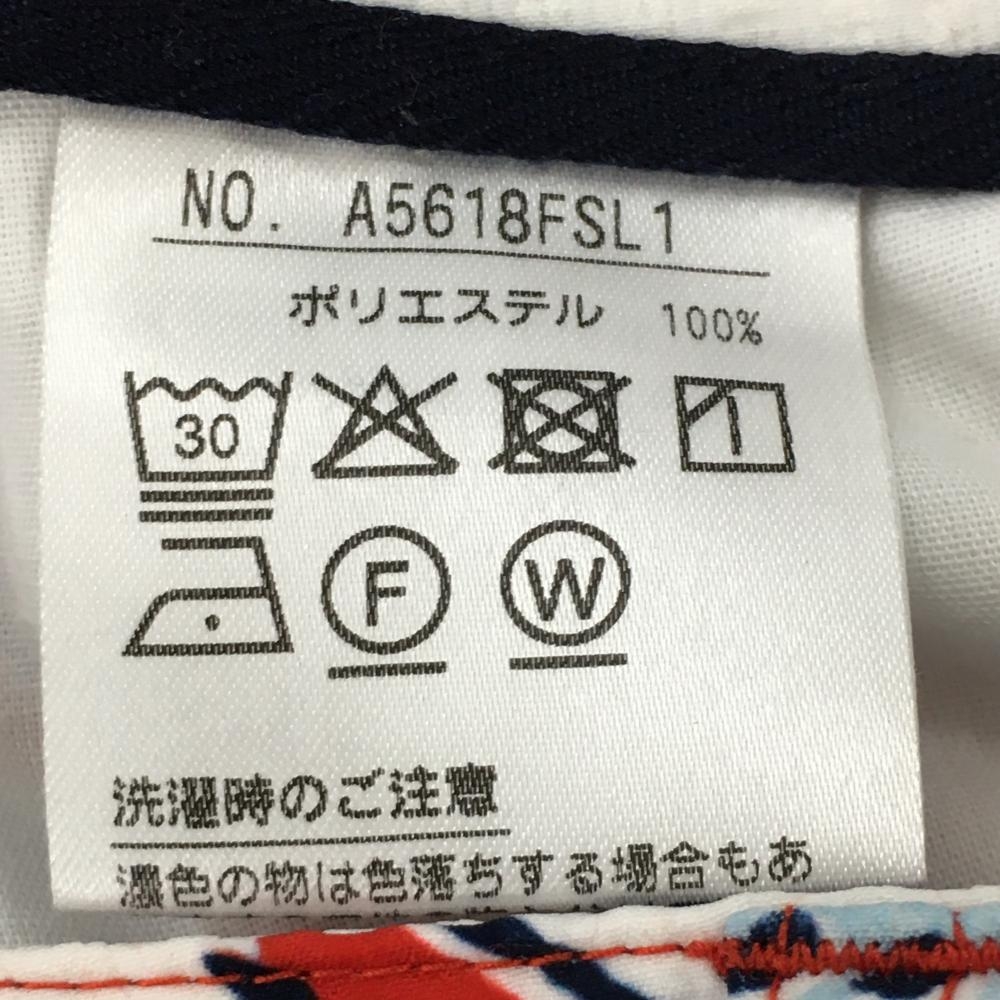 NO. A5618FSL1
ポリエステル 100%
30
F W
洗濯時のご注意
濃色の物は色落ちする場合もあ